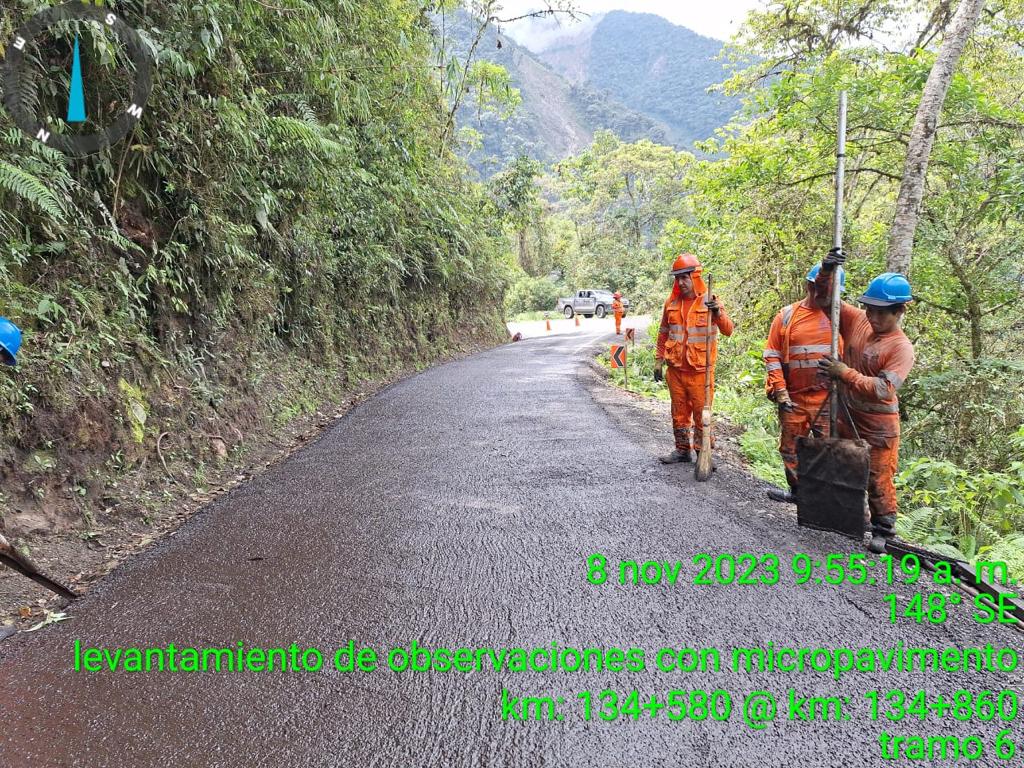 S
E
W
N
8 nov 2023 9:55:19 a. m.
148° SE
levantamiento de observaciones con micropavimento
km: 134+580 @ km: 134+860
tramo 6